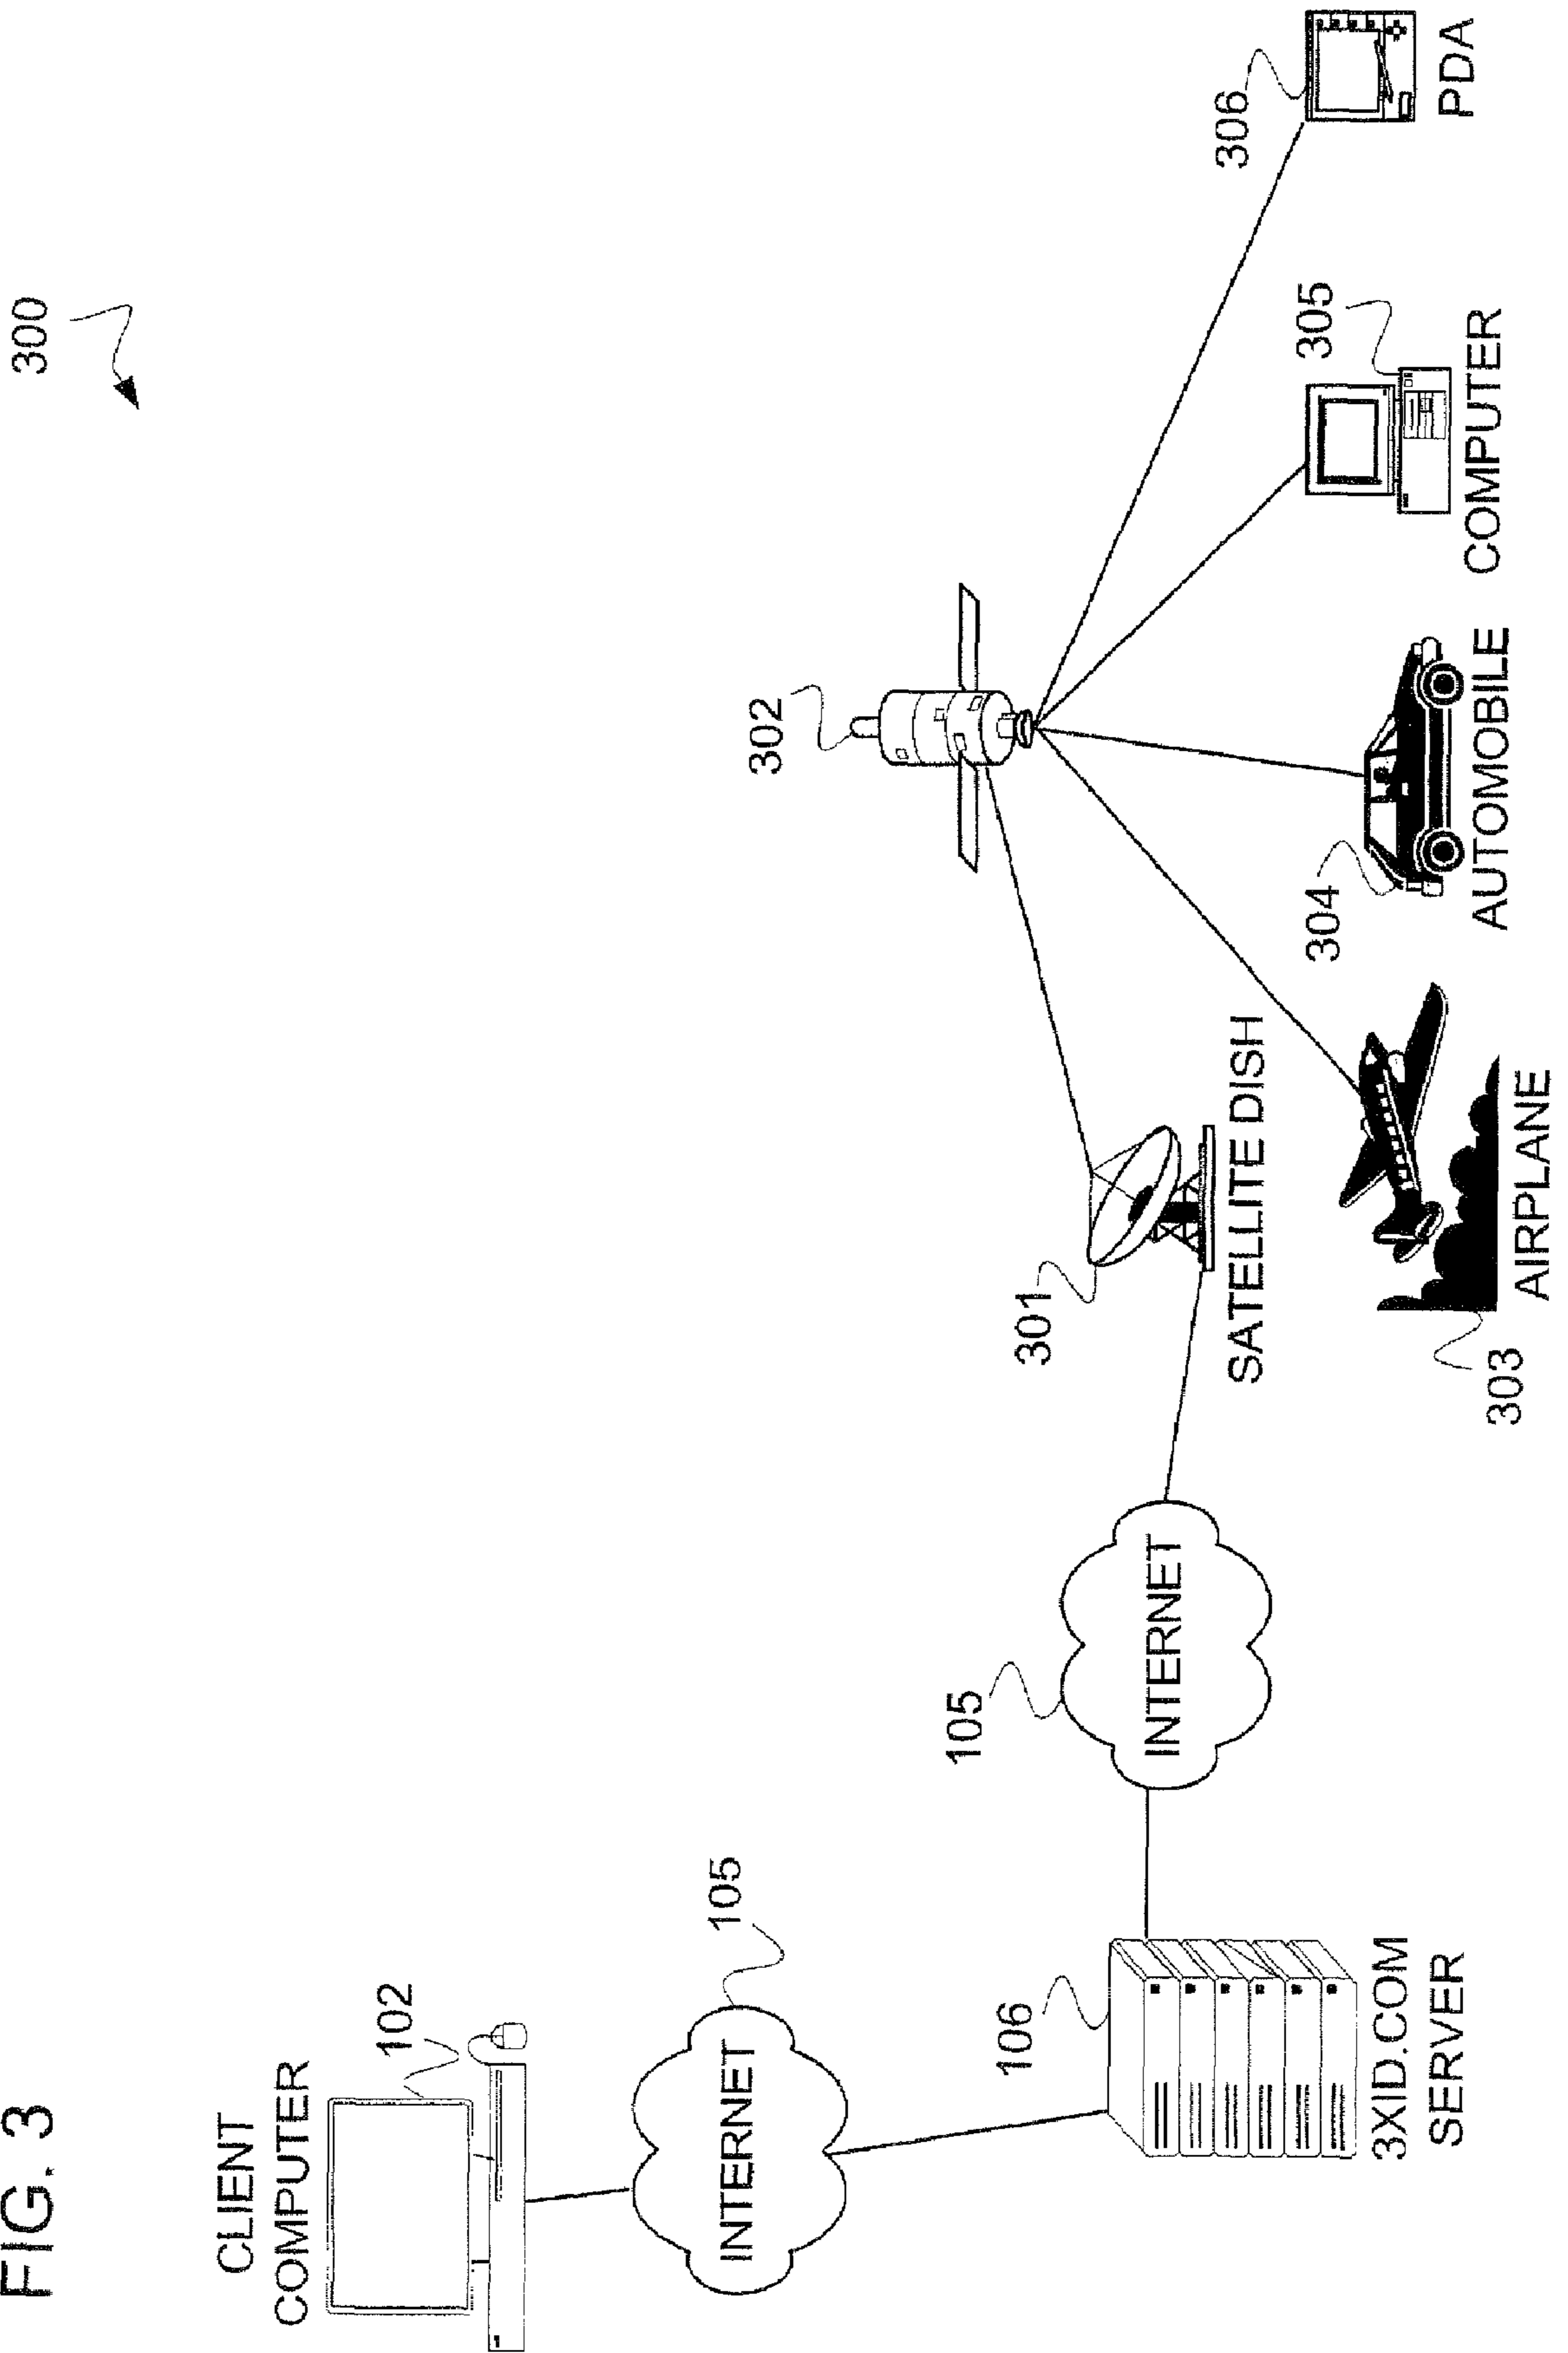 FIG. 3
300
CLIENT
COMPUTER
102
INTERNET
105
106
3XID.COM
SERVER
105
INTERNET
301
SATELLITE DISH
302
303
AIRPLANE
304
AUTOMOBILE
305
COMPUTER
306
PDA